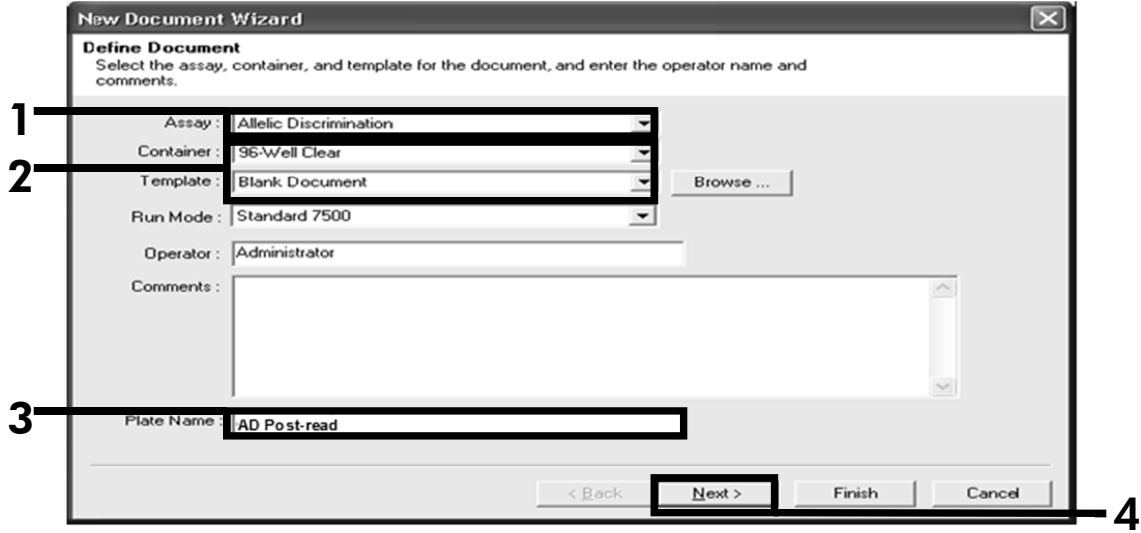 New Document Wizard
Define Document
Select the assay, container, and template for the document, and enter the operator name and
comments.
1
Assay : Allelic Discrimination
Container : 96-Well Clear
2
Template : Blank Document Browse ...
Run Mode : Standard 7500
Operator : Administrator
Comments :
3
Plate Name : AD Post-read
< Back Next > Finish Cancel
4